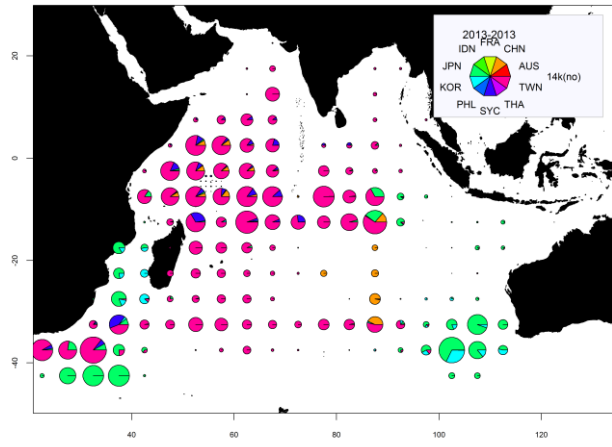 2013-2013
FRA
IDN CHN
JPN AUS
14k(no)
KOR TWN
PHL THA
SYC
20
0
-20
-40
40 60 80 100 120